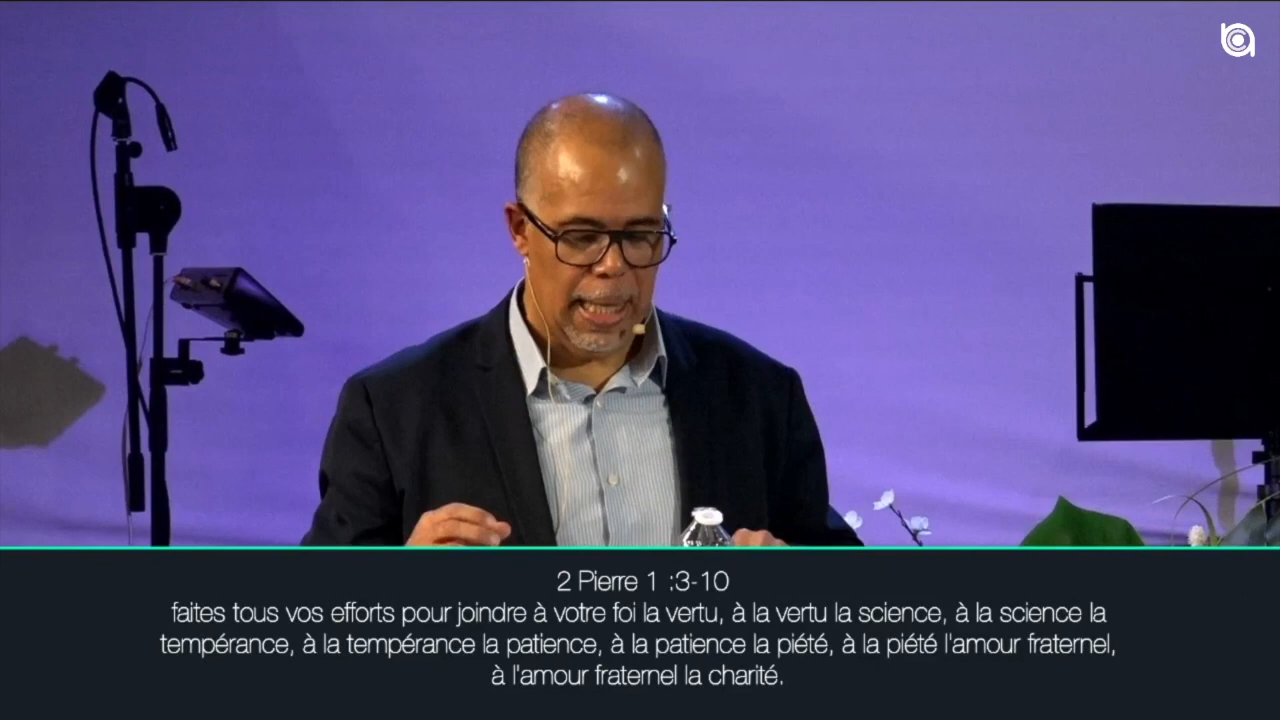 2 Pierre 1 :3-10
faites tous vos efforts pour joindre à votre foi la vertu, à la vertu la science, à la science la
tempérance, à la tempérance la patience, à la patience la piété, à la piété l'amour fraternel,
à l'amour fraternel la charité.